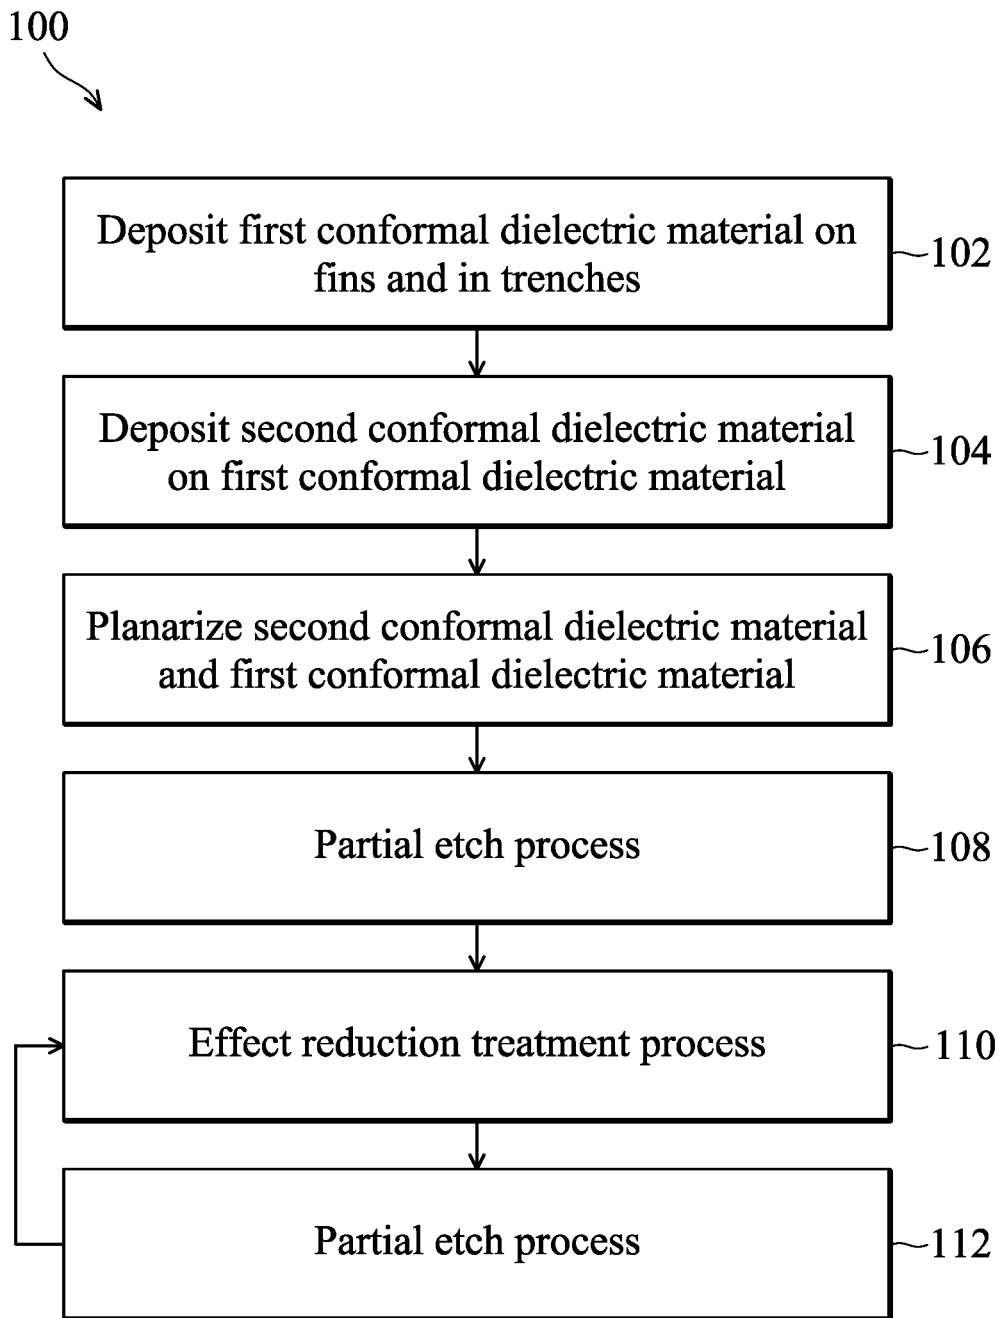 100
Deposit first conformal dielectric material on
fins and in trenches
102
Deposit second conformal dielectric material
on first conformal dielectric material
104
Planarize second conformal dielectric material
and first conformal dielectric material
106
Partial etch process
108
Effect reduction treatment process
110
Partial etch process
112